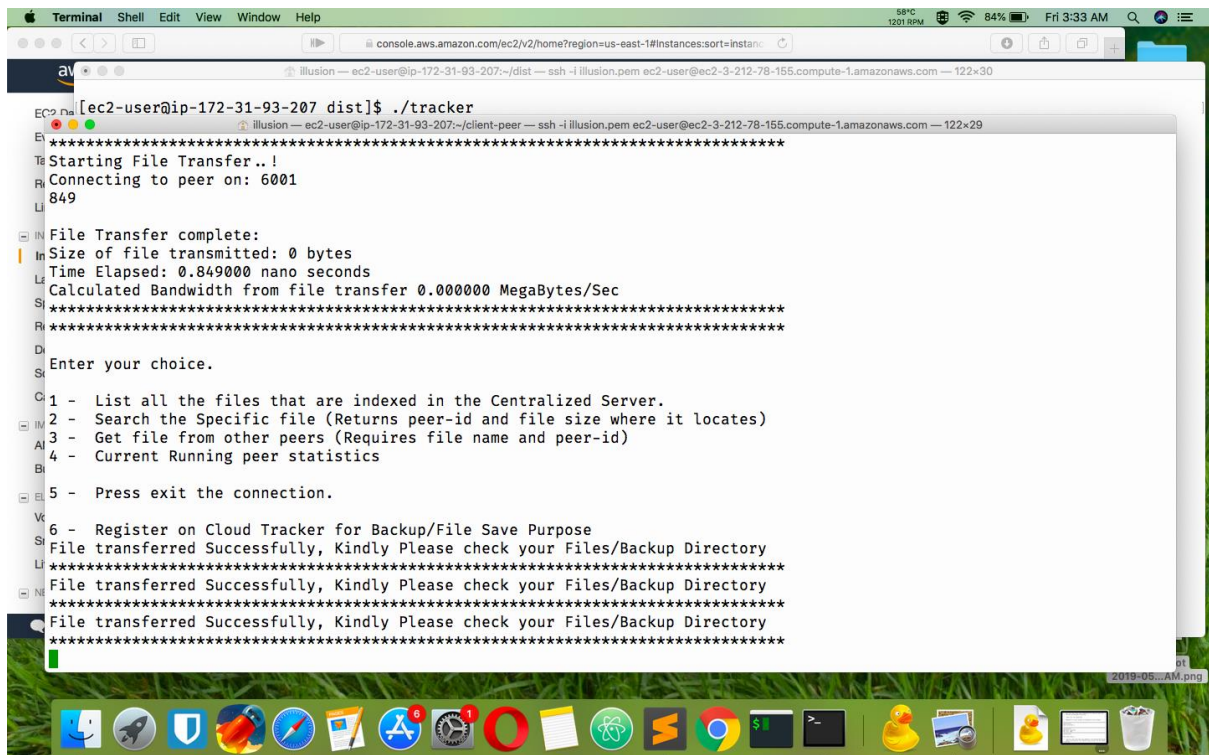 Terminal Shell Edit View Window Help
58°C
1201 RPM
84%
Fri 3:33 AM
console.aws.amazon.com/ec2/v2/home?region=us-east-1#Instances:sort=instanc
illusion — ec2-user@ip-172-31-93-207:~/dist — ssh -i illusion.pem ec2-user@ec2-3-212-78-155.compute-1.amazonaws.com — 122×30
[ec2-user@ip-172-31-93-207 dist]$ ./tracker
illusion — ec2-user@ip-172-31-93-207:~/client-peer — ssh -i illusion.pem ec2-user@ec2-3-212-78-155.compute-1.amazonaws.com — 122×29
********************************************************************************
Starting File Transfer..!
Connecting to peer on: 6001
849
File Transfer complete:
Size of file transmitted: 0 bytes
Time Elapsed: 0.849000 nano seconds
Calculated Bandwidth from file transfer 0.000000 MegaBytes/Sec
********************************************************************************
********************************************************************************
Enter your choice.
1 - List all the files that are indexed in the Centralized Server.
2 - Search the Specific file (Returns peer-id and file size where it locates)
3 - Get file from other peers (Requires file name and peer-id)
4 - Current Running peer statistics
5 - Press exit the connection.
6 - Register on Cloud Tracker for Backup/File Save Purpose
File transferred Successfully, Kindly Please check your Files/Backup Directory
********************************************************************************
File transferred Successfully, Kindly Please check your Files/Backup Directory
********************************************************************************
File transferred Successfully, Kindly Please check your Files/Backup Directory
********************************************************************************
2019-05...AM.png
6
1